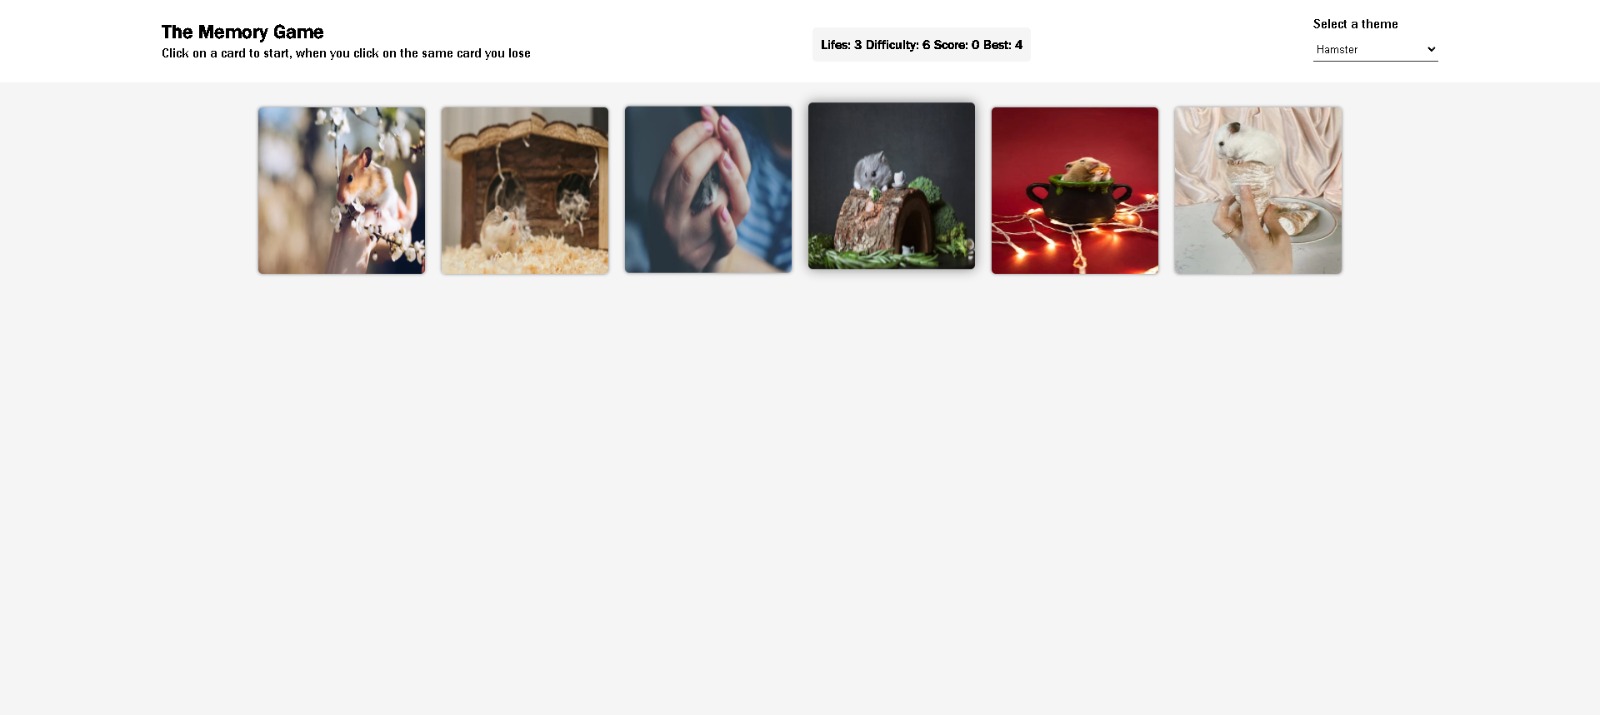 The Memory Game
Click on a card to start, when you click on the same card you lose
Lifes: 3 Difficulty: 6 Score: 0 Best: 4
Select a theme
Hamster